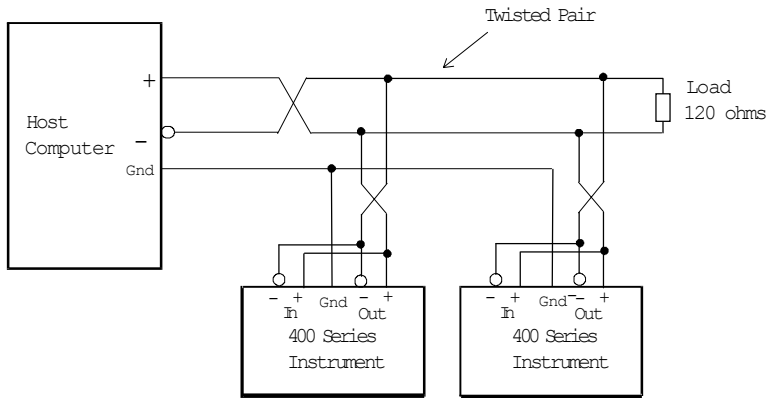 Twisted Pair
+
Load
120 ohms
Host
Computer
−
Gnd
− + Gnd − +
In Out
400 Series
Instrument
− + Gnd − − +
In Out
400 Series
Instrument